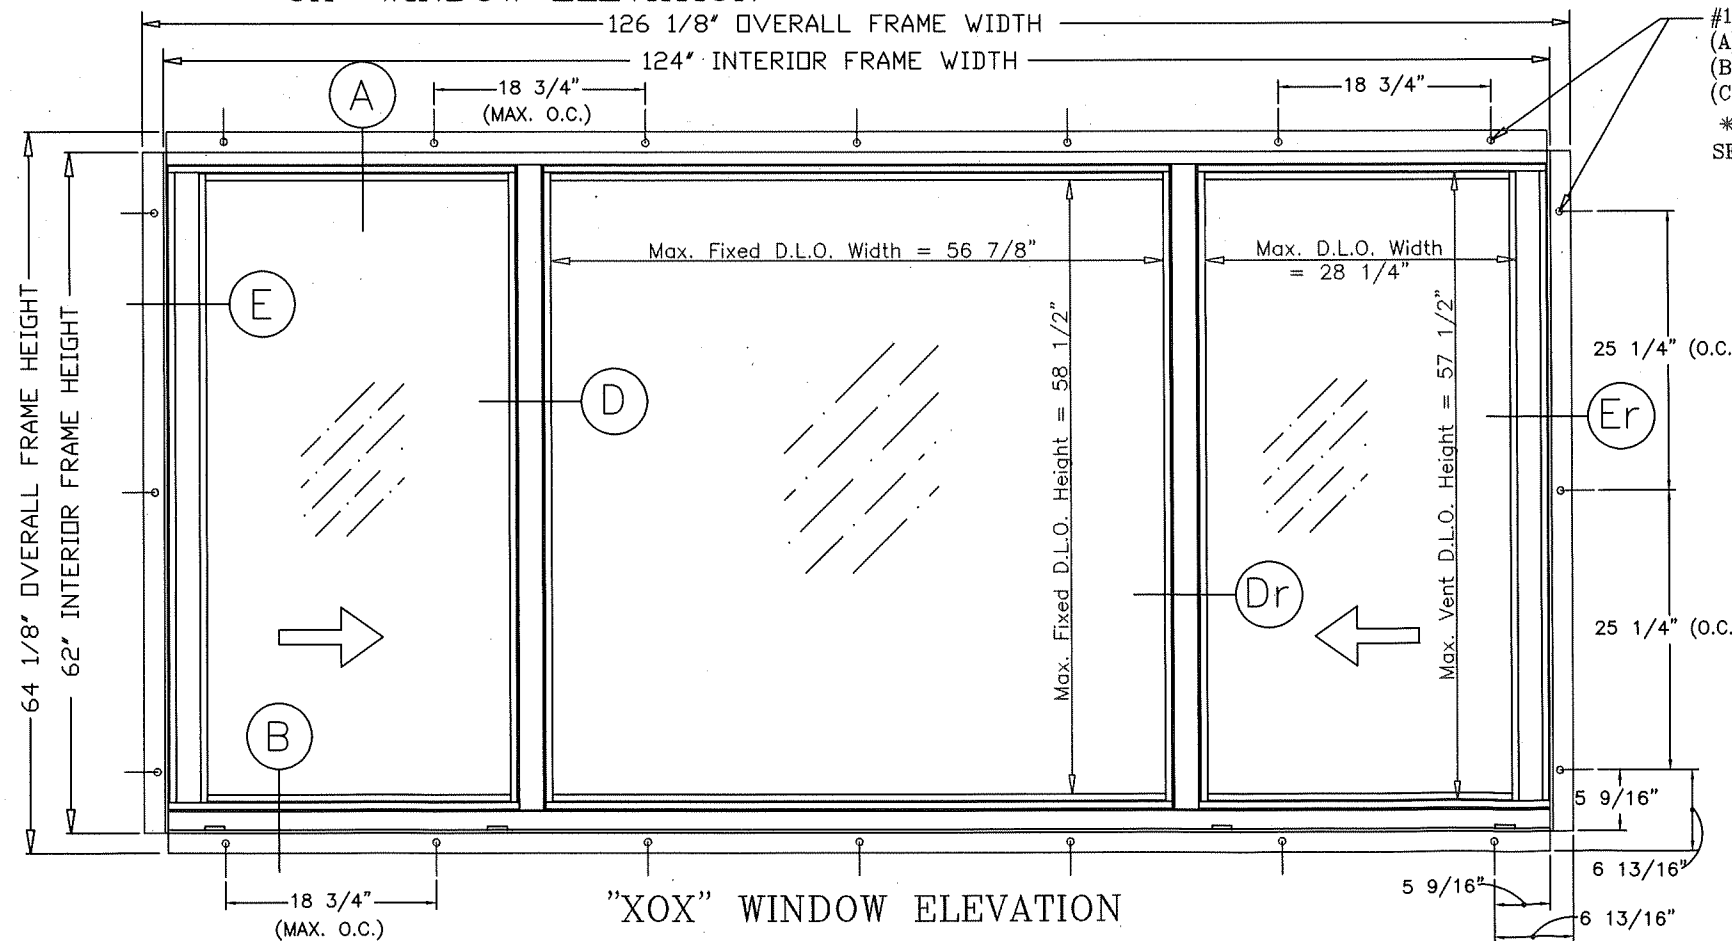 126 1/8" OVERALL FRAME WIDTH
124" INTERIOR FRAME WIDTH
#1
(A
(B
(C
*
A
18 3/4"
(MAX. O.C.)
18 3/4"
64 1/8" OVERALL FRAME HEIGHT
62" INTERIOR FRAME HEIGHT
Max. Fixed D.L.O. Width = 56 7/8"
Max. D.L.O. Width
= 28 1/4"
E
D
Max. Fixed D.L.O. Height = 58 1/2"
Max. Vent D.L.O. Height = 57 1/2"
25 1/4" (O.C.
Er
Dr
25 1/4" (O.C.
B
5 9/16"
6 13/16"
18 3/4"
(MAX. O.C.)
"XOX" WINDOW ELEVATION
5 9/16"
6 13/16"